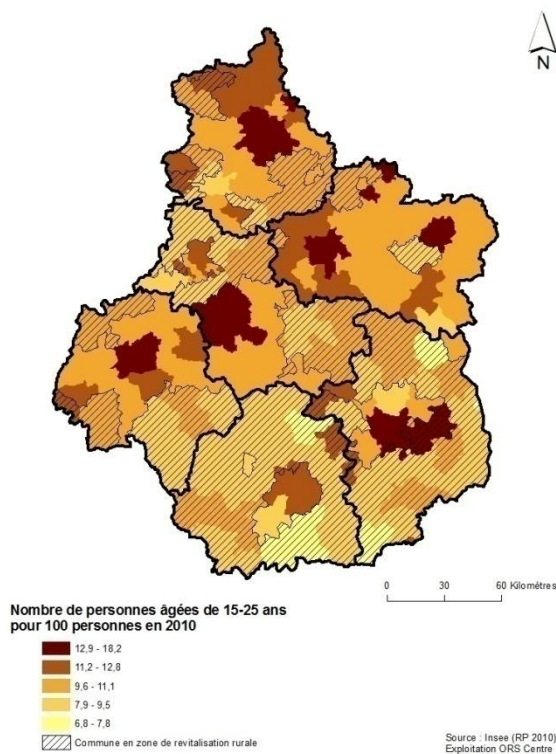 N
0 30 60 Kilomètres
Nombre de personnes âgées de 15-25 ans
pour 100 personnes en 2010
12,9 - 18,2
11,2 - 12,8
9,6 - 11,1
7,9 - 9,5
6,8 - 7,8
Commune en zone de revitalisation rurale
Source : Insee (RP 2010)
Exploitation ORS Centre